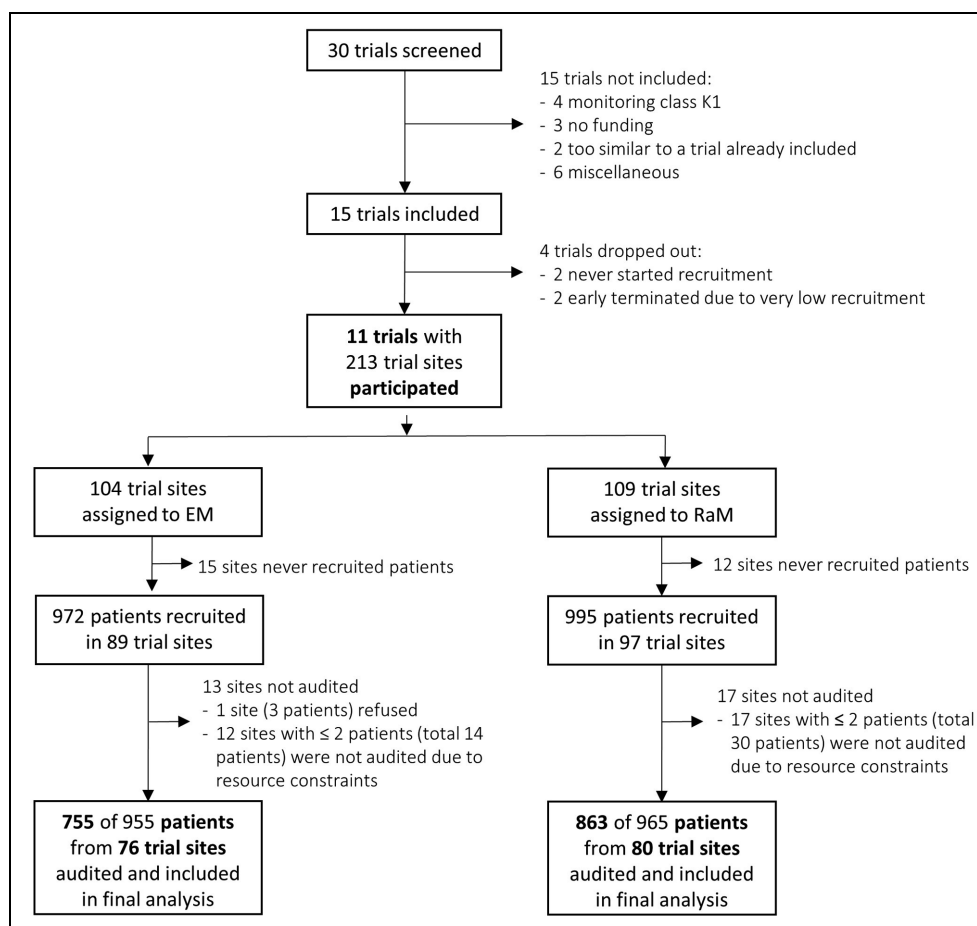 30 trials screened
15 trials not included:
- 4 monitoring class K1
- 3 no funding
- 2 too similar to a trial already included
- 6 miscellaneous
15 trials included
4 trials dropped out:
- 2 never started recruitment
- 2 early terminated due to very low recruitment
11 trials with
213 trial sites
participated
104 trial sites
assigned to EM
109 trial sites
assigned to RaM
15 sites never recruited patients
12 sites never recruited patients
972 patients recruited
in 89 trial sites
995 patients recruited
in 97 trial sites
13 sites not audited
- 1 site (3 patients) refused
- 12 sites with ≤ 2 patients (total 14
patients) were not audited due to
resource constraints
17 sites not audited
- 17 sites with ≤ 2 patients (total
30 patients) were not audited
due to resource constraints
755 of 955 patients
from 76 trial sites
audited and included
in final analysis
863 of 965 patients
from 80 trial sites
audited and included
in final analysis